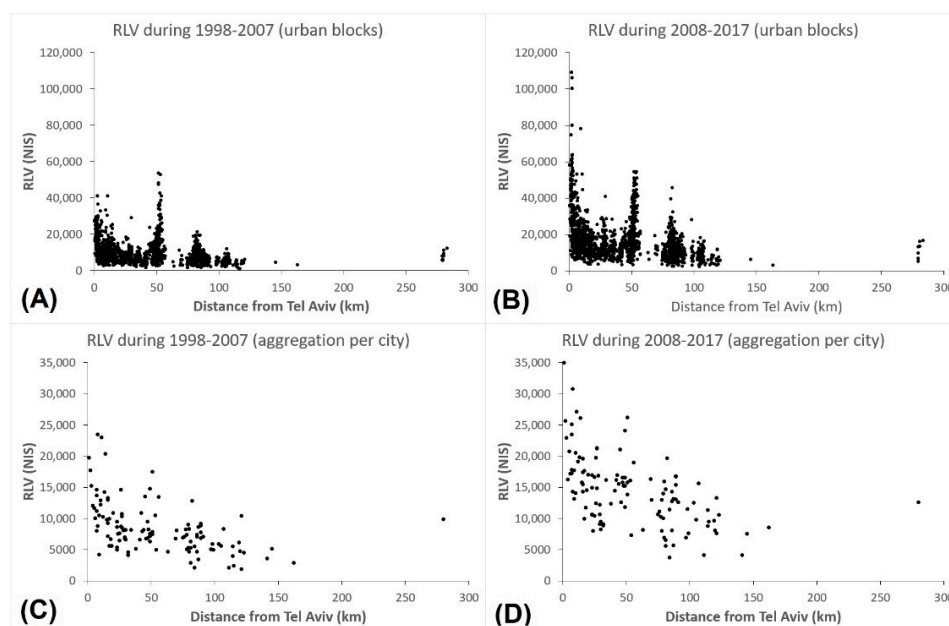 RLV during 1998-2007 (urban blocks)
120,000
100,000
80,000
60,000
40,000
20,000
0
RLV (NIS)
0 50 100 150 200 250 300
Distance from Tel Aviv (km)
(A)
RLV during 2008-2017 (urban blocks)
120,000
100,000
80,000
60,000
40,000
20,000
0
RLV (NIS)
0 50 100 150 200 250 300
Distance from Tel Aviv (km)
(B)
RLV during 1998-2007 (aggregation per city)
35,000
30,000
25,000
20,000
15,000
10,000
5000
0
RLV (NIS)
0 50 100 150 200 250 300
Distance from Tel Aviv (km)
(C)
RLV during 2008-2017 (aggregation per city)
35,000
30,000
25,000
20,000
15,000
10,000
5000
0
RLV (NIS)
0 50 100 150 200 250 300
Distance from Tel Aviv (km)
(D)